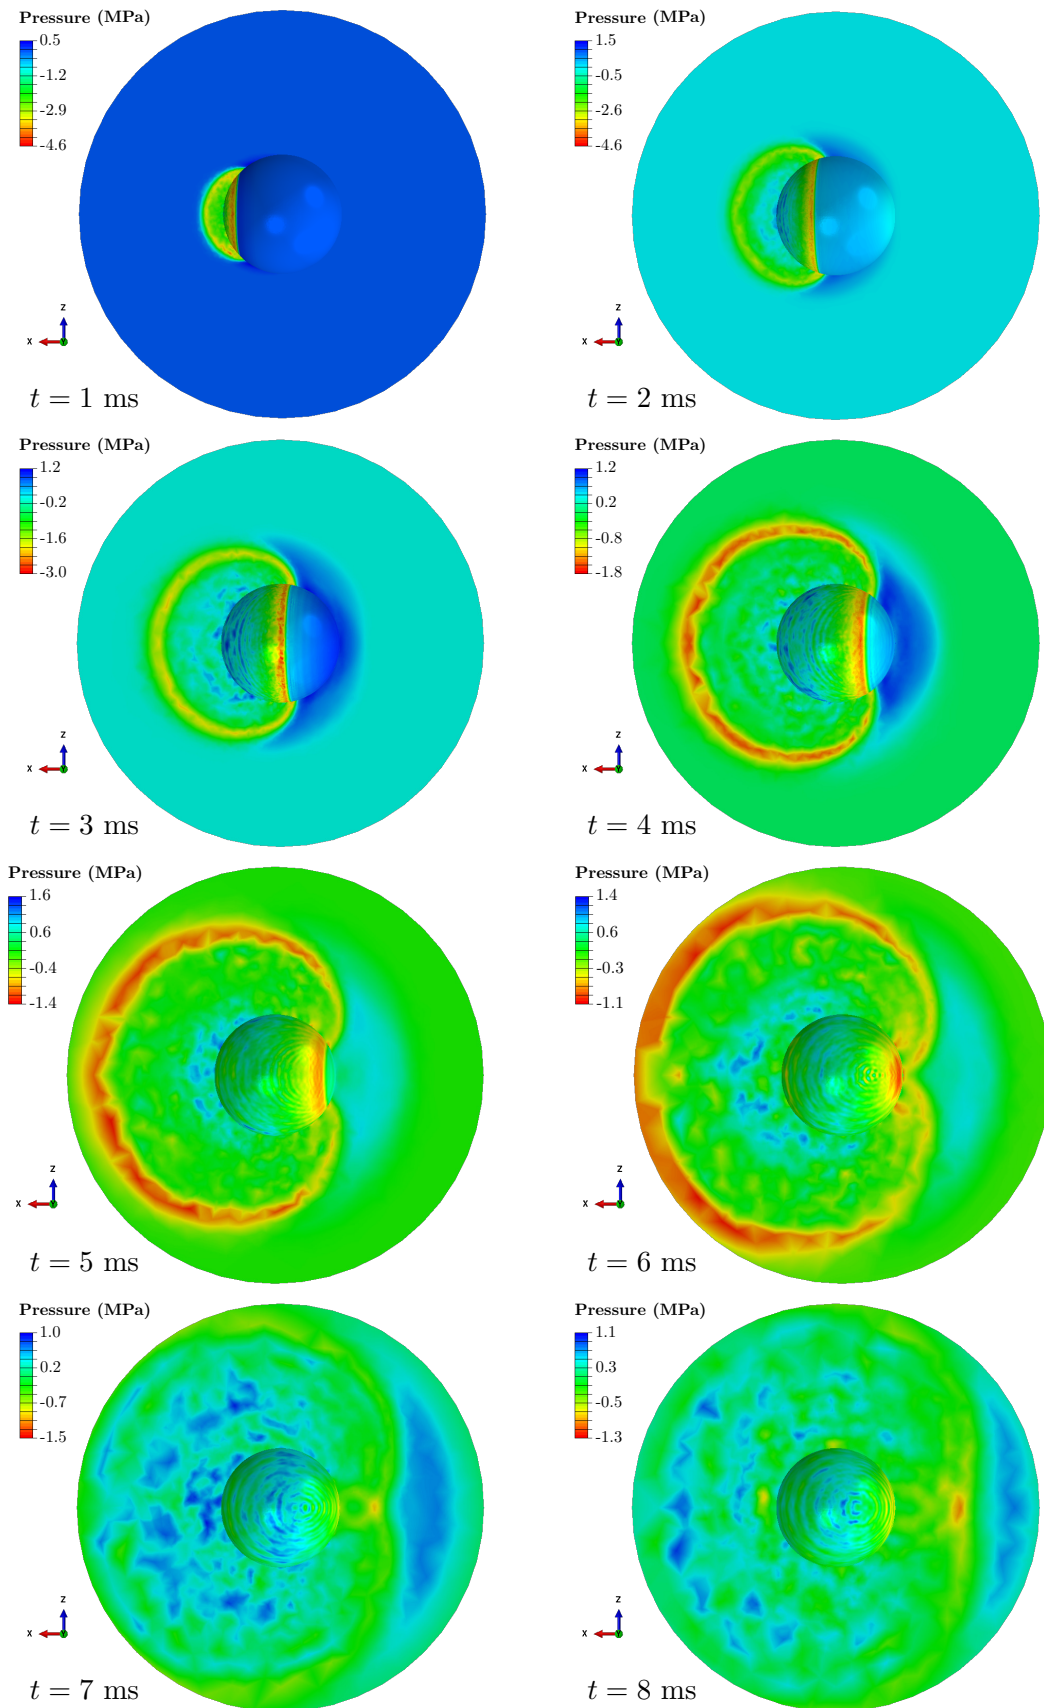 Pressure (MPa)
0.5
-1.2
-2.9
-4.6
Z
X
Y
t = 1 ms
Pressure (MPa)
1.5
-0.5
-2.6
-4.6
Z
X
Y
t = 2 ms
Pressure (MPa)
1.2
-0.2
-1.6
-3.0
Z
X
Y
t = 3 ms
Pressure (MPa)
1.2
0.2
-0.8
-1.8
Z
X
Y
t = 4 ms
Pressure (MPa)
1.6
0.6
-0.4
-1.4
Z
X
Y
t = 5 ms
Pressure (MPa)
1.4
0.6
-0.3
-1.1
Z
X
Y
t = 6 ms
Pressure (MPa)
1.0
0.2
-0.7
-1.5
Z
X
Y
t = 7 ms
Pressure (MPa)
1.1
0.3
-0.5
-1.3
Z
X
Y
t = 8 ms